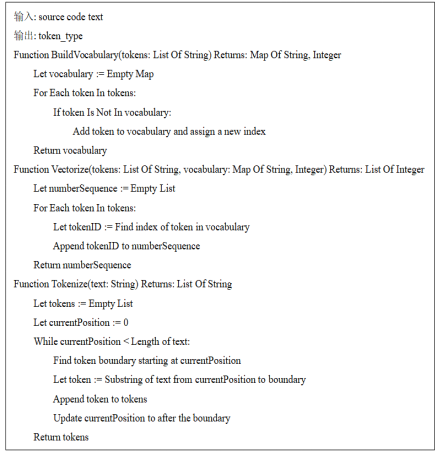 输入: source code text
输出: token_type
Function BuildVocabulary(tokens: List Of String) Returns: Map Of String, Integer
Let vocabulary := Empty Map
For Each token In tokens:
If token Is Not In vocabulary:
Add token to vocabulary and assign a new index
Return vocabulary
Function Vectorize(tokens: List Of String, vocabulary: Map Of String, Integer) Returns: List Of Integer
Let numberSequence := Empty List
For Each token In tokens:
Let tokenID := Find index of token in vocabulary
Append tokenID to numberSequence
Return numberSequence
Function Tokenize(text: String) Returns: List Of String
Let tokens := Empty List
Let currentPosition := 0
While currentPosition < Length of text:
Find token boundary starting at currentPosition
Let token := Substring of text from currentPosition to boundary
Append token to tokens
Update currentPosition to after the boundary
Return tokens